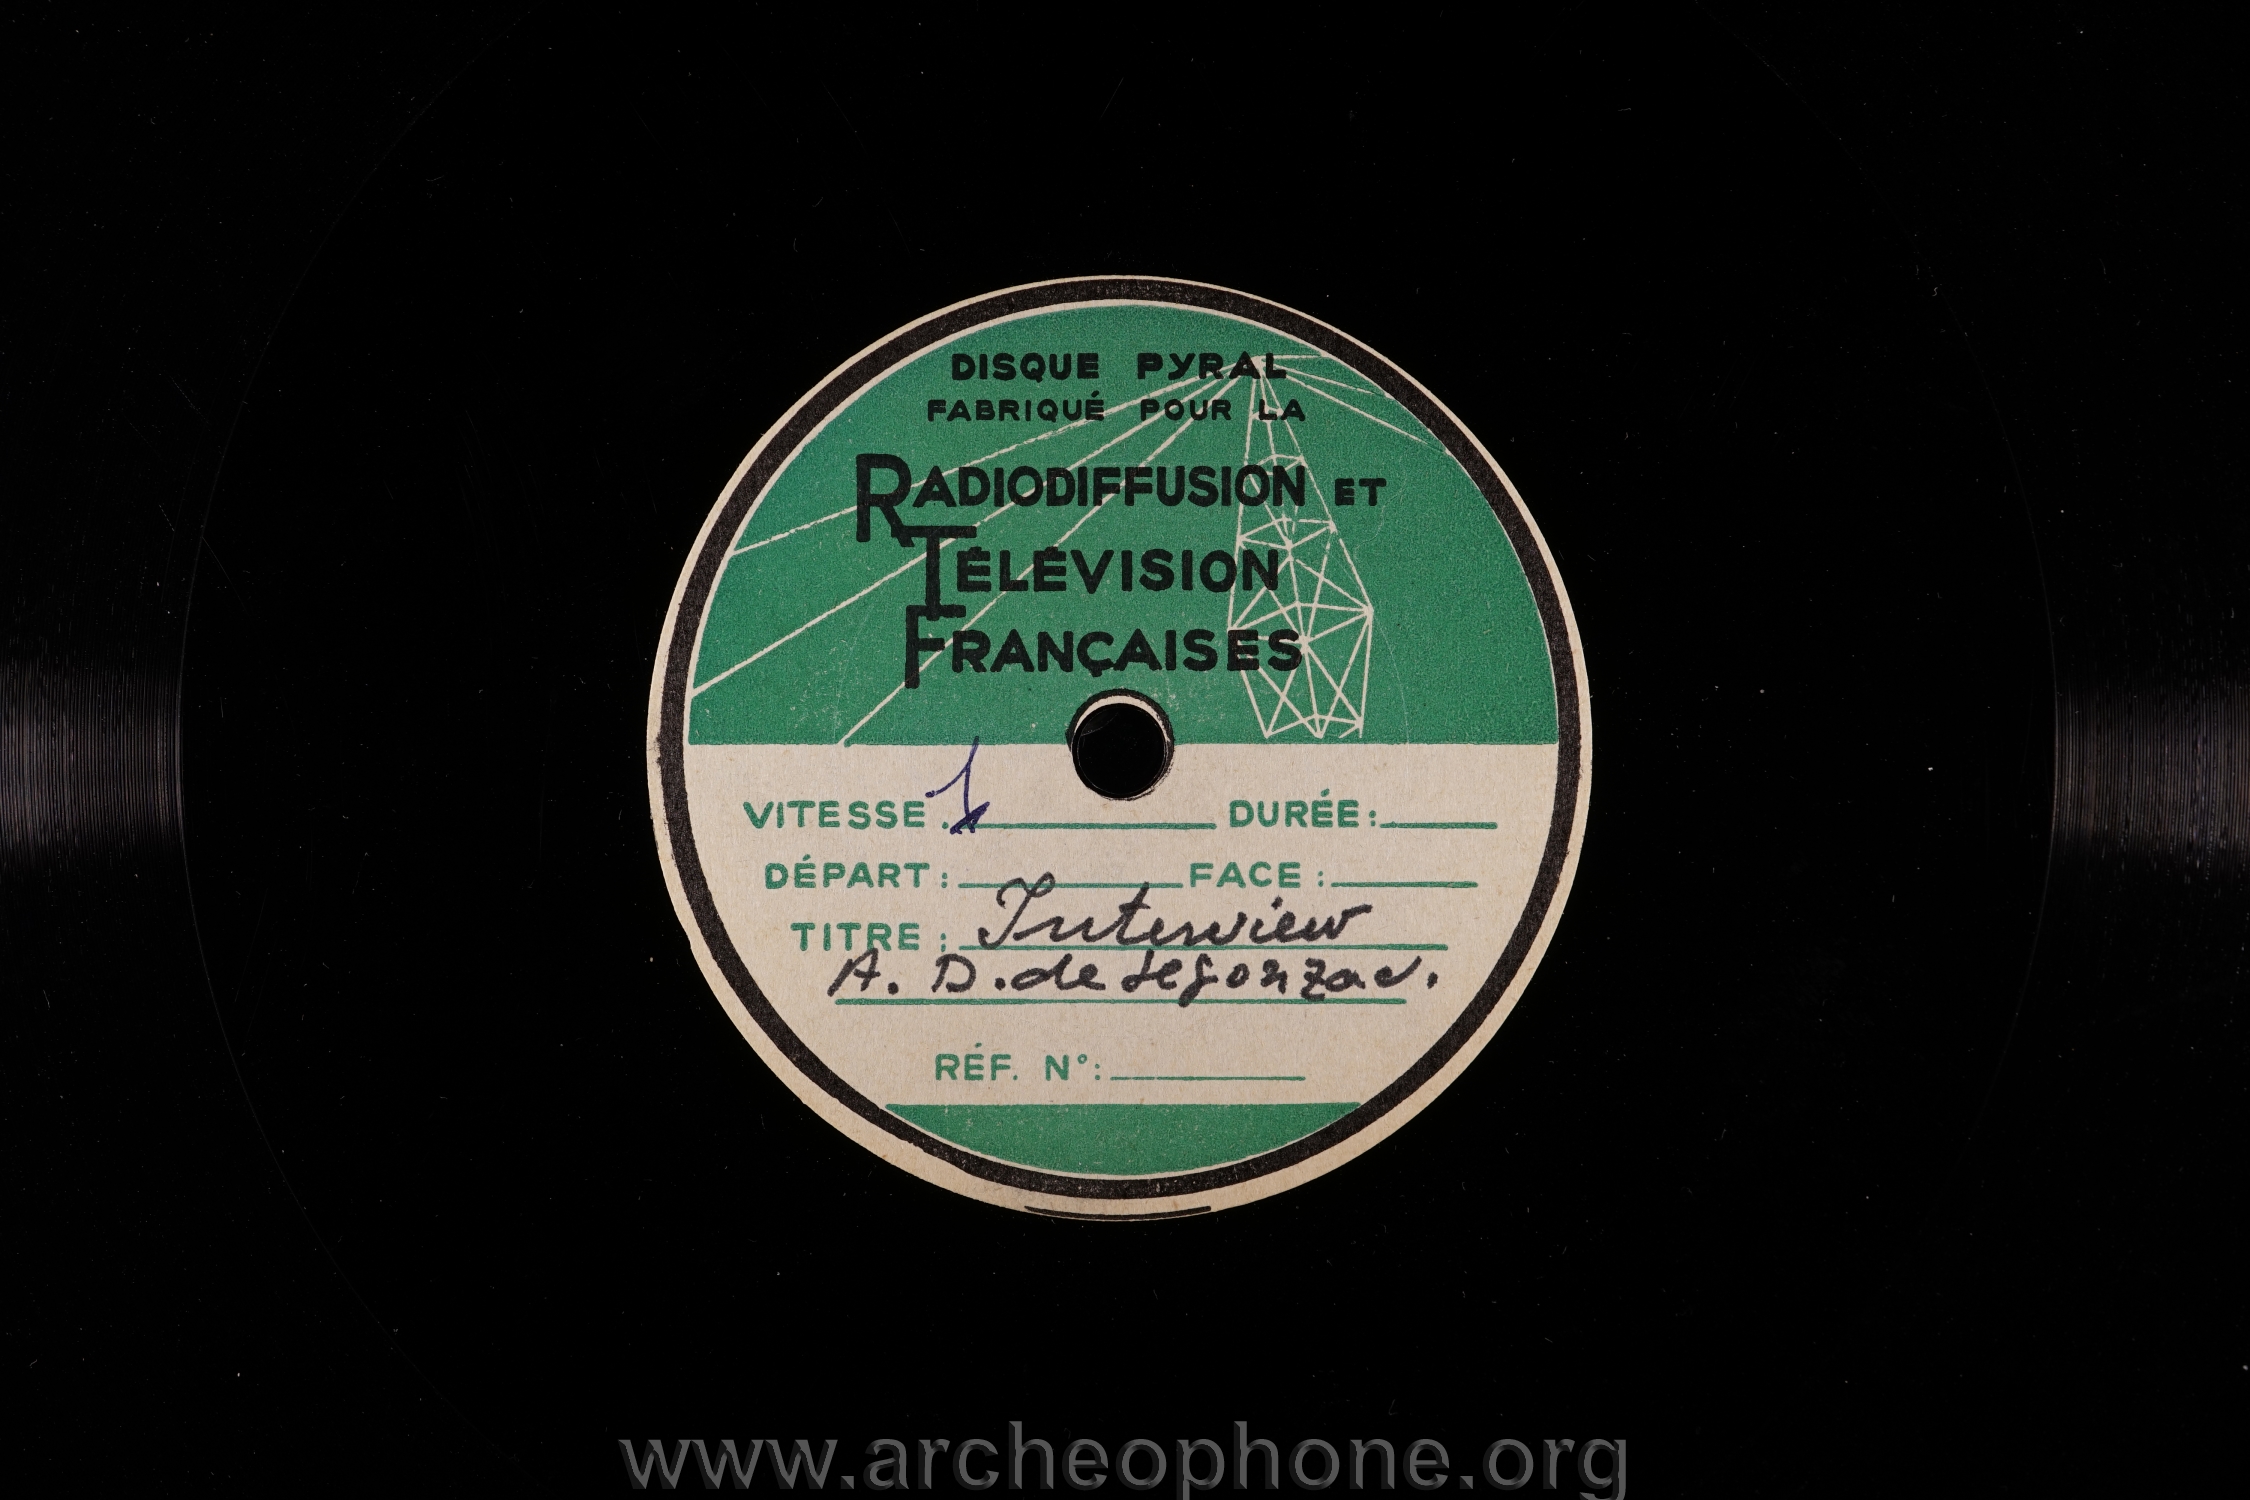 DISQUE PYRAL
FABRIQUÉ POUR LA
RADIODIFFUSION ET
TÉLÉVISION
FRANÇAISES
VITESSE : 1 DURÉE :
DÉPART : FACE :
TITRE : Interview
A. D. de Segonzac.
RÉF. N° :
www.archeophone.org